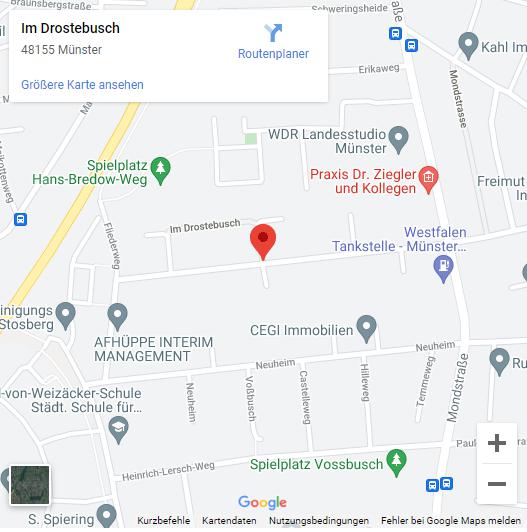 Braunsbergstraße
Schweringsheide
Im Drostebusch
48155 Münster
Routenplaner
Größere Karte ansehen
Kahl Im
Erikaweg
Mondstraße
WDR Landesstudio
Münster
Maikottenweg
Spielplatz
Hans-Bredow-Weg
Praxis Dr. Ziegler
und Kollegen
Freimut
Im Drostebusch
Fliederweg
Westfalen
Tankstelle - Münster...
inigungs
Stosberg
AFHÜPPE INTERIM
MANAGEMENT
CEGI Immobilien
Neuheim
Neuheim
Ru
l-von-Weizäcker-Schule
Städt. Schule für...
Neuheim
Voßbusch
Castelleweg
Hilleweg
Temmeweg
Mondstraße
Heinrich-Lersch-Weg
Spielplatz Vossbusch
S. Spiering
Google
Kurzbefehle
Kartendaten
Nutzungsbedingungen
Fehler bei Google Maps melden